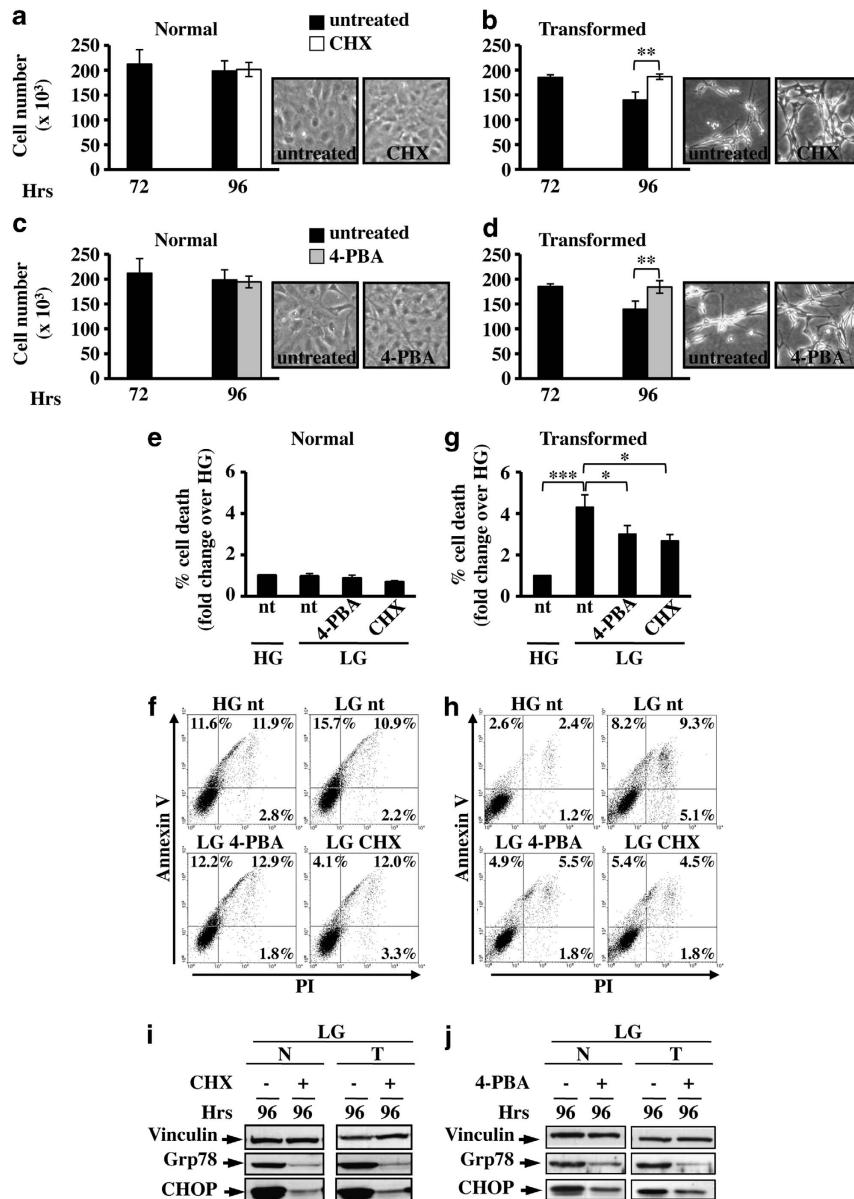 a
Normal
untreated
CHX
250
200
150
100
50
0
Cell number
(x 10³)
untreated
CHX
Hrs
72
96
b
Transformed
**
250
200
150
100
50
0
untreated
CHX
72
96
c
Normal
untreated
4-PBA
250
200
150
100
50
0
Cell number
(x 10³)
untreated
4-PBA
Hrs
72
96
d
Transformed
**
250
200
150
100
50
0
untreated
4-PBA
72
96
e
Normal
6
4
2
0
% cell death
(fold change over HG)
nt
nt
4-PBA
CHX
HG
LG
g
Transformed
*
***
*
6
4
2
0
% cell death
(fold change over HG)
nt
nt
4-PBA
CHX
HG
LG
f
HG nt
LG nt
11.6% 11.9%
15.7% 10.9%
2.8%
2.2%
LG 4-PBA
LG CHX
12.2% 12.9%
4.1% 12.0%
1.8%
3.3%
Annexin V
PI
h
HG nt
LG nt
2.6% 2.4%
8.2% 9.3%
1.2%
5.1%
LG 4-PBA
LG CHX
4.9% 5.5%
5.4% 4.5%
1.8%
1.8%
Annexin V
PI
i
LG
N T
CHX - + - +
Hrs 96 96 96 96
Vinculin
Grp78
CHOP
j
LG
N T
4-PBA - + - +
Hrs 96 96 96 96
Vinculin
Grp78
CHOP